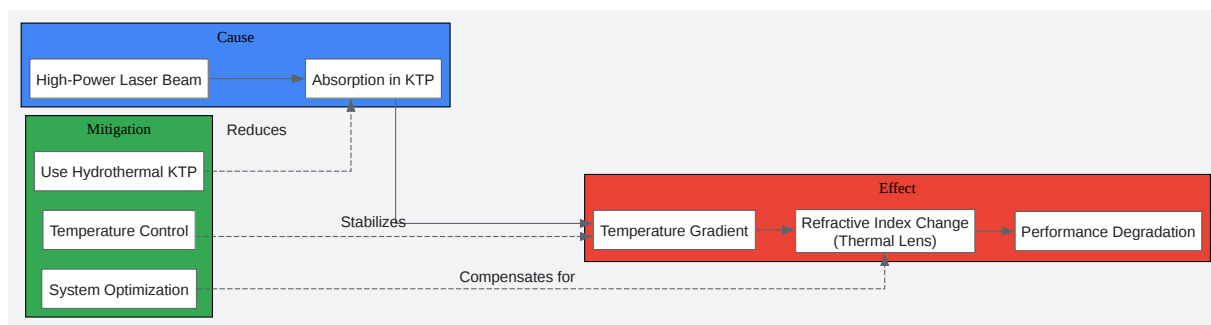 Cause
High-Power Laser Beam
Absorption in KTP
Mitigation
Reduces
Use Hydrothermal KTP
Effect
Temperature Control
Stabilizes
Temperature Gradient
Refractive Index Change
(Thermal Lens)
Performance Degradation
System Optimization
Compensates for